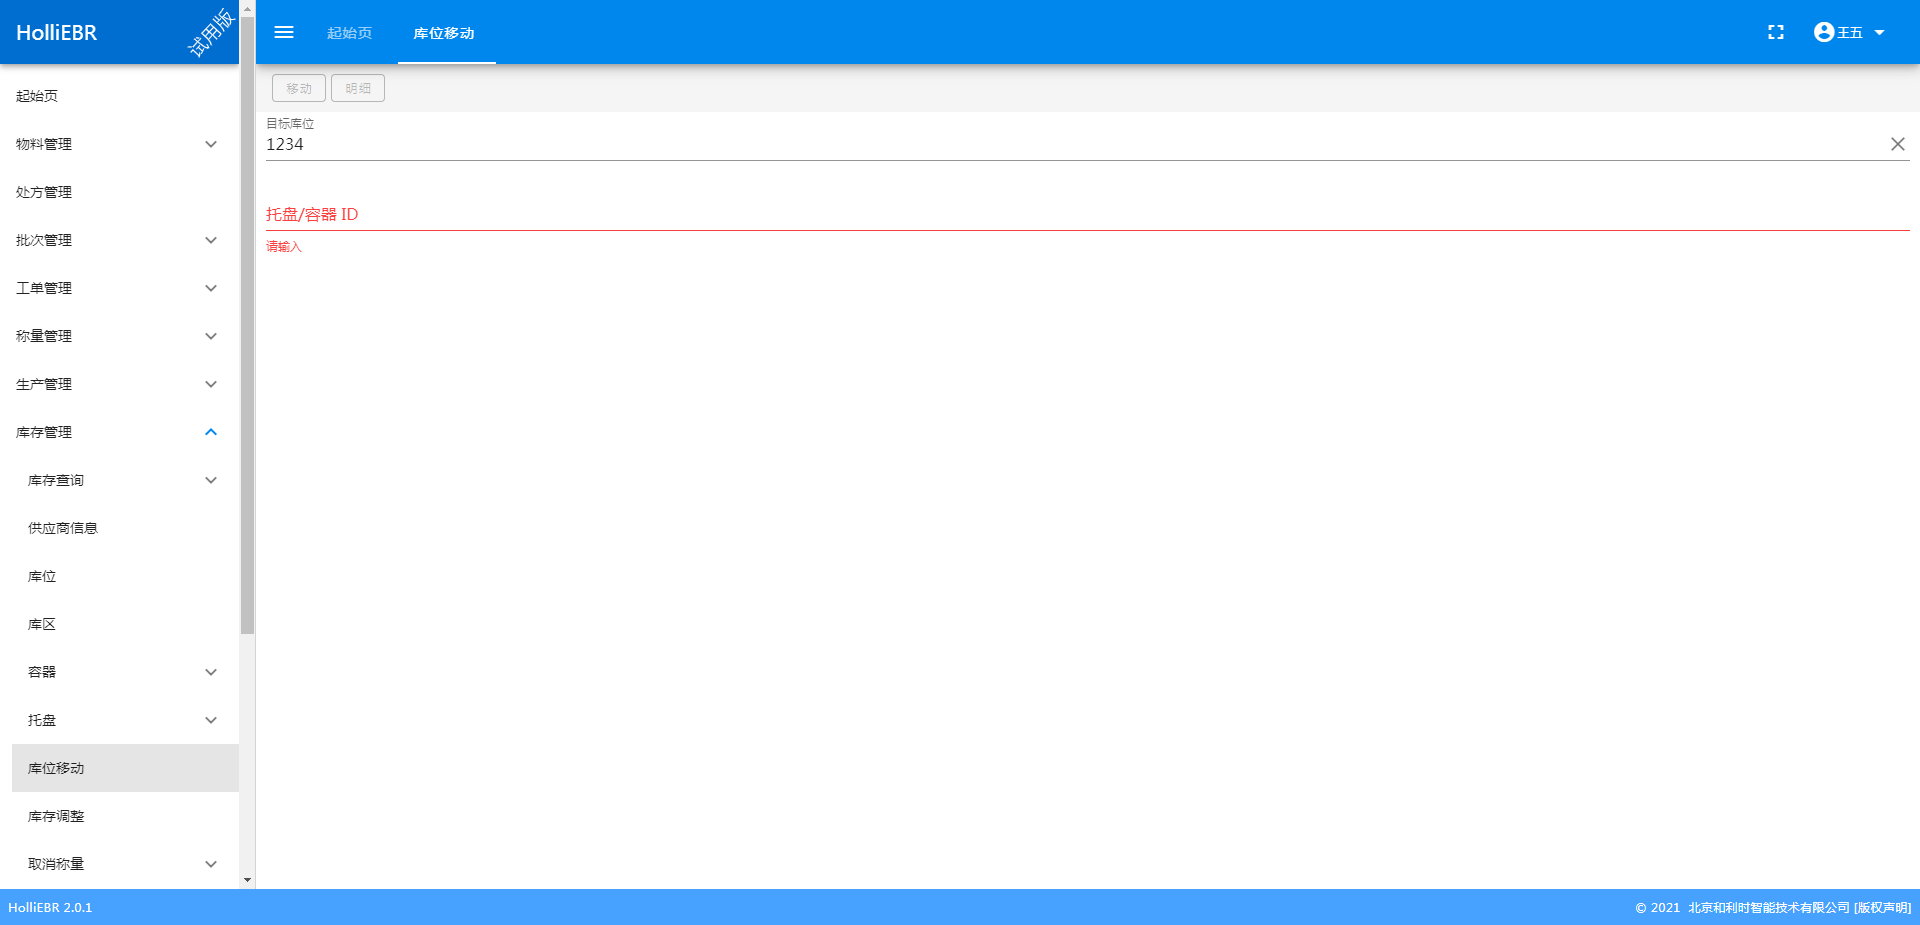 HolliEBR
试用版
起始页
库位移动
王五
起始页
物料管理
处方管理
批次管理
工单管理
称量管理
生产管理
库存管理
库存查询
供应商信息
库位
库区
容器
托盘
库位移动
库存调整
取消称量
移动
明细
目标库位
1234
托盘/容器 ID
请输入
HolliEBR 2.0.1
© 2021 北京和利时智能技术有限公司 [版权声明]